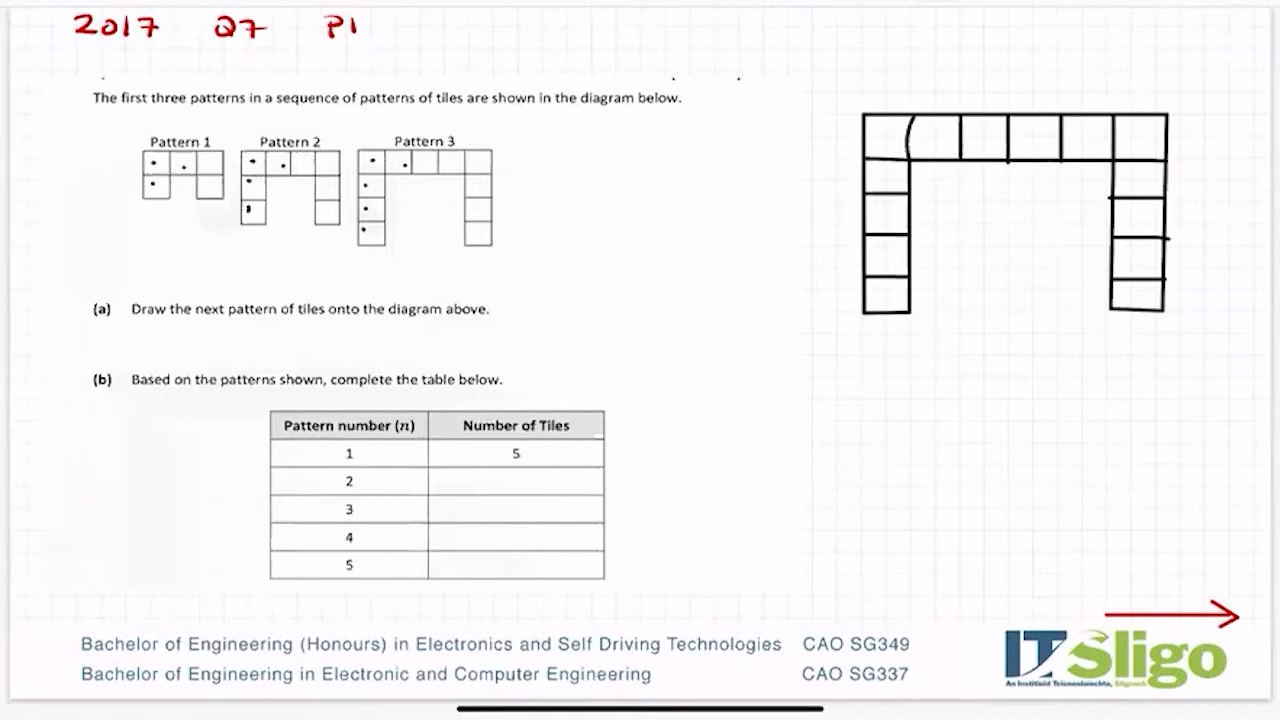 2017 Q7 P1
The first three patterns in a sequence of patterns of tiles are shown in the diagram below.
Pattern 1 Pattern 2 Pattern 3
(a) Draw the next pattern of tiles onto the diagram above.
(b) Based on the patterns shown, complete the table below.
Pattern number (n) Number of Tiles
1 5
2
3
4
5
Bachelor of Engineering (Honours) in Electronics and Self Driving Technologies CAO SG349
Bachelor of Engineering in Electronic and Computer Engineering CAO SG337
IT Sligo
An Institiúid Teicneolaíochta, Sligeach